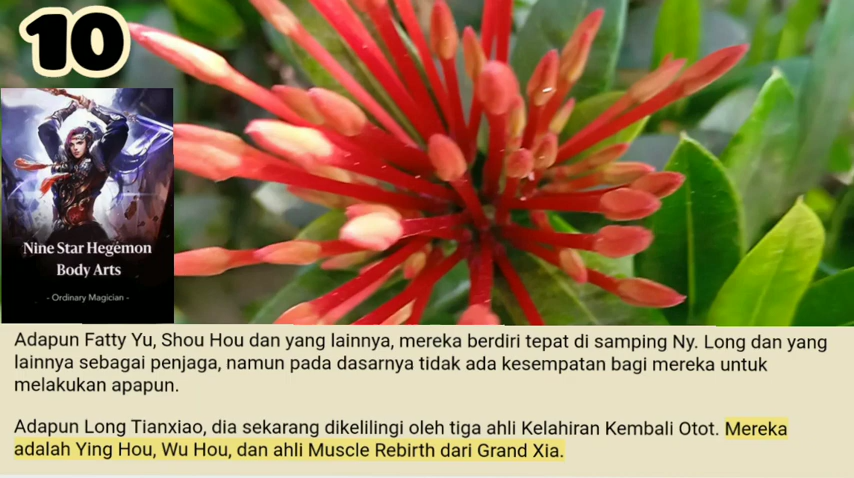 10
Nine Star Hegemon
Body Arts
- Ordinary Magician -
Adapun Fatty Yu, Shou Hou dan yang lainnya, mereka berdiri tepat di samping Ny. Long dan yang
lainnya sebagai penjaga, namun pada dasarnya tidak ada kesempatan bagi mereka untuk
melakukan apapun.
Adapun Long Tianxiao, dia sekarang dikelilingi oleh tiga ahli Kelahiran Kembali Otot. Mereka
adalah Ying Hou, Wu Hou, dan ahli Muscle Rebirth dari Grand Xia.